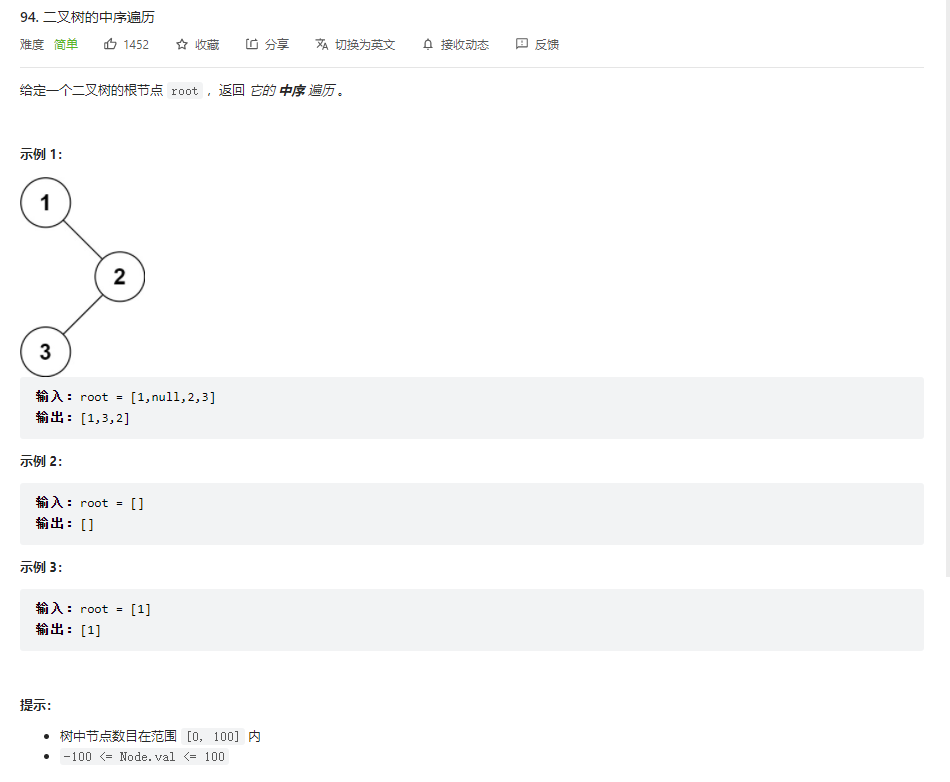 94. 二叉树的中序遍历
难度 简单 1452 收藏 分享 切换为英文 接收动态 反馈
给定一个二叉树的根节点 root ，返回 它的 中序 遍历 。
示例 1：
1
2
3
输入：root = [1,null,2,3]
输出：[1,3,2]
示例 2：
输入：root = []
输出：[]
示例 3：
输入：root = [1]
输出：[1]
提示：
树中节点数目在范围 [0, 100] 内
-100 <= Node.val <= 100